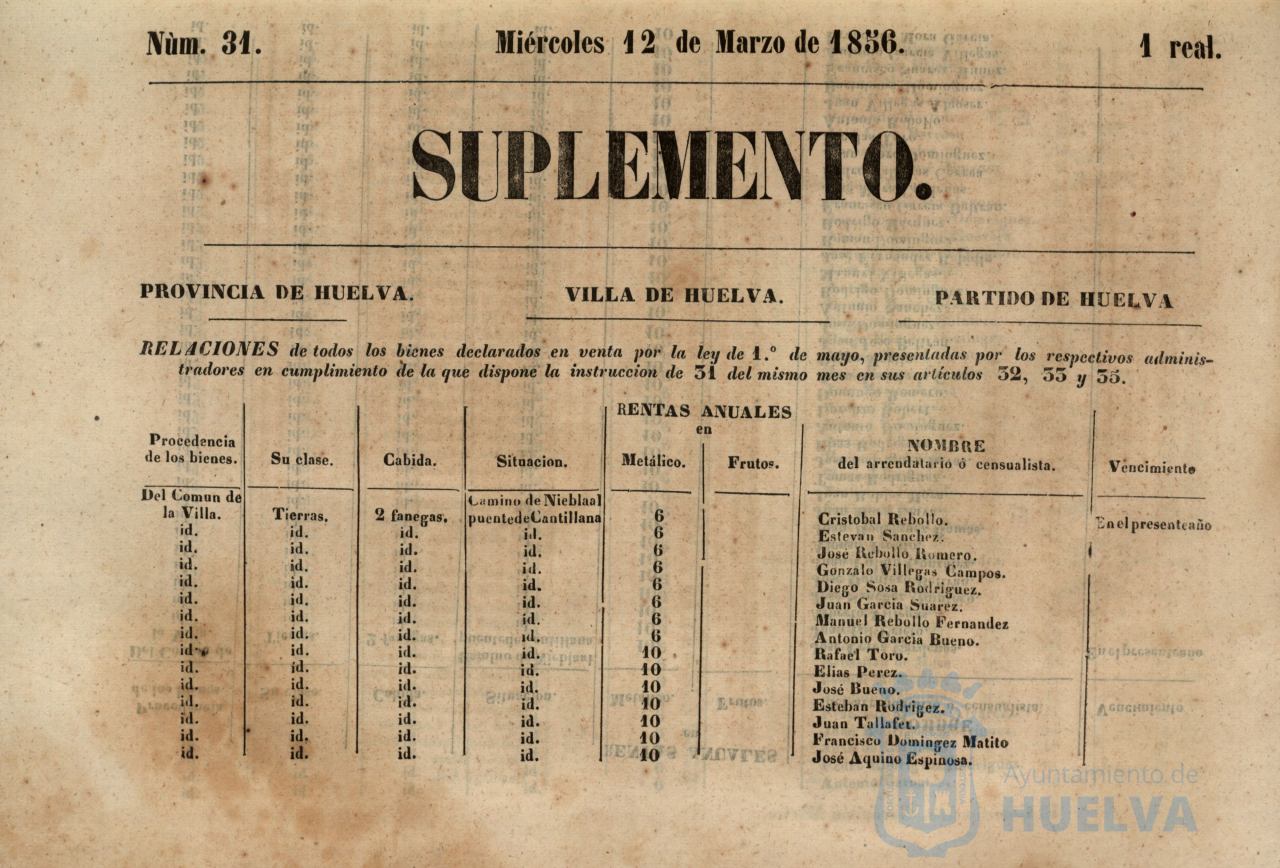 Nùm. 31. Miércoles 12 de Marzo de 1856. 1 real.
SUPLEMENTO.
PROVINCIA DE HUELVA. VILLA DE HUELVA. PARTIDO DE HUELVA
RELACIONES de todos los bienes declarados en venta por la ley de 1.º de mayo, presentadas por los respectivos adminis-
tradores en cumplimiento de la que dispone la instruccion de 31 del mismo mes en sus artículos 32, 33 y 35.
RENTAS ANUALES
en
Procedencia
de los bienes. Su clase. Cabida. Situacion. Metálico. Frutos. NOMBRE
del arrendatario ó censualista. Vencimiento
Del Comun de
la Villa. Tierras. 2 fanegas. Camino de Nieblaal
puentedeCantillana 6 Cristobal Rebollo. En el presenteaño
id. id. id. id. 6 Estevan Sanchez.
id. id. id. id. 6 José Rebollo Romero.
id. id. id. id. 6 Gonzalo Villegas Campos.
id. id. id. id. 6 Diego Sosa Rodriguez.
id. id. id. id. 6 Juan Garcia Suarez.
id. id. id. id. 6 Manuel Rebollo Fernandez
id. id. id. id. 6 Antonio Garcia Bueno.
id. id. id. id. 10 Rafael Toro.
id. id. id. id. 10 Elias Perez.
id. id. id. id. 10 José Bueno.
id. id. id. id. 10 Esteban Rodrigez.
id. id. id. id. 10 Juan Tallafet.
id. id. id. id. 10 Francisco Domingez Matito
id. id. id. id. 10 José Aquino Espinosa.
Ayuntamiento de
HUELVA